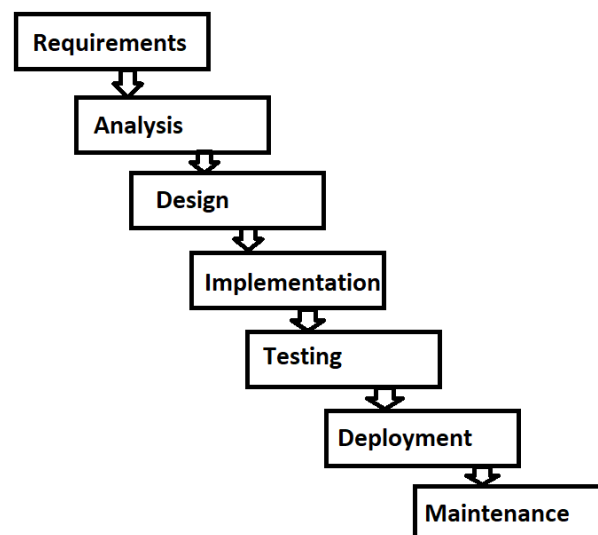 Requirements
Analysis
Design
Implementation
Testing
Deployment
Maintenance